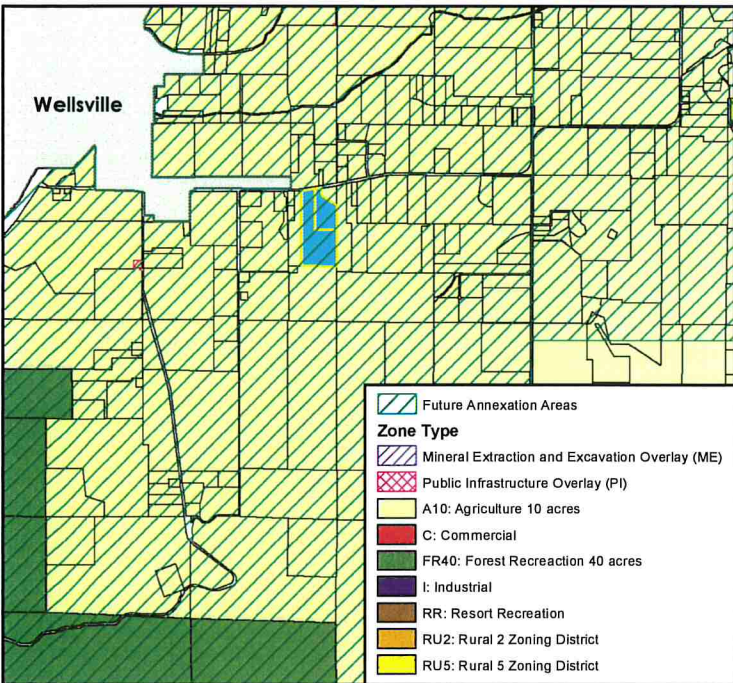 Wellsville
Future Annexation Areas
Zone Type
Mineral Extraction and Excavation Overlay (ME)
Public Infrastructure Overlay (PI)
A10: Agriculture 10 acres
C: Commercial
FR40: Forest Recreaction 40 acres
I: Industrial
RR: Resort Recreation
RU2: Rural 2 Zoning District
RU5: Rural 5 Zoning District